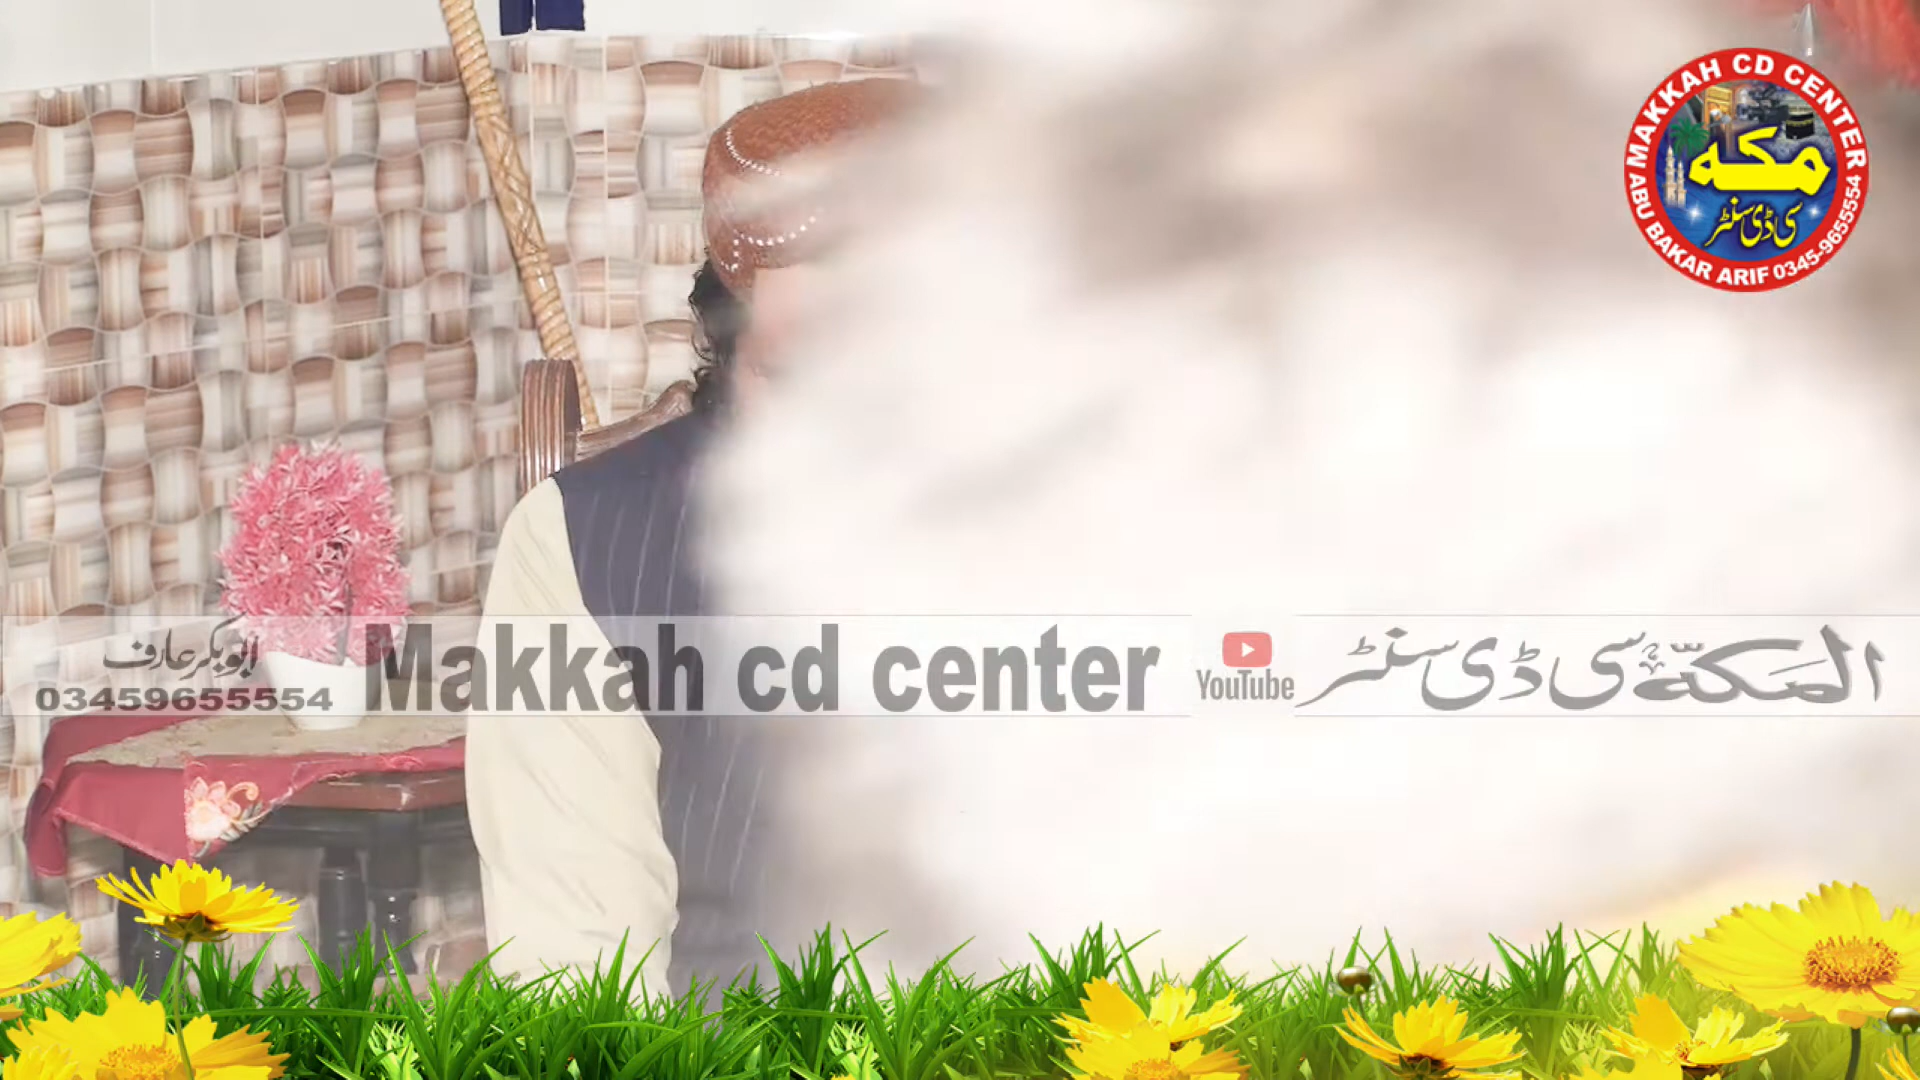 MAKKAH CD CENTER
مکہ
سی ڈی سنٹر
ABU BAKAR ARIF 0345-9655554
ابوبکر عارف
03459655554
Makkah cd center
YouTube
المکہ سی ڈی سنٹر